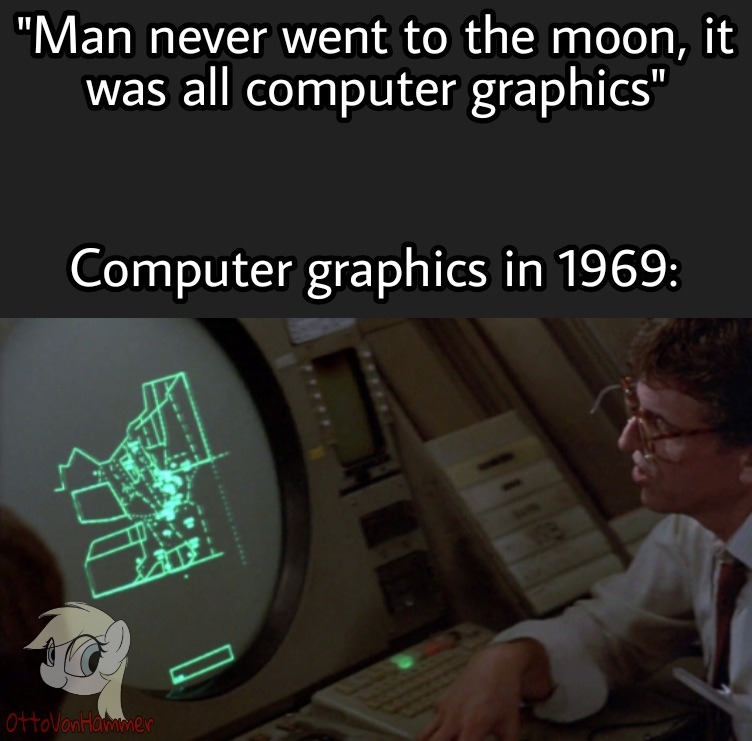 "Man never went to the moon, it
was all computer graphics"
Computer graphics in 1969:
OttoVonHammer